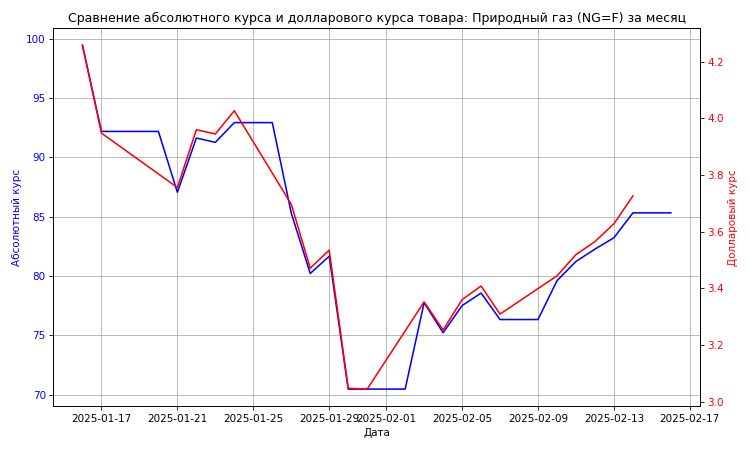 Сравнение абсолютного курса и долларового курса товара: Природный газ (NG=F) за месяц
100
95
90
85
80
75
70
Абсолютный курс
4.2
4.0
3.8
3.6
3.4
3.2
3.0
Долларовый курс
2025-01-17 2025-01-21 2025-01-25 2025-01-29 2025-02-01 2025-02-05 2025-02-09 2025-02-13 2025-02-17
Дата